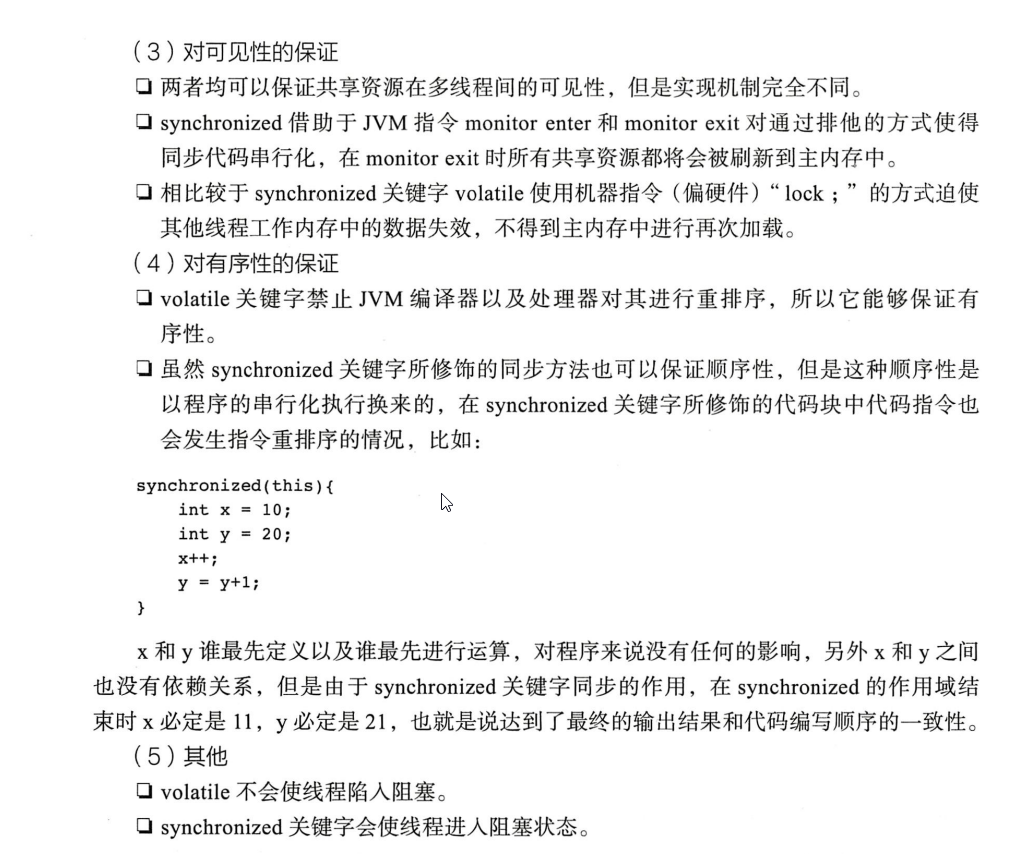 （3）对可见性的保证
❏ 两者均可以保证共享资源在多线程间的可见性，但是实现机制完全不同。
❏ synchronized 借助于 JVM 指令 monitor enter 和 monitor exit 对通过排他的方式使得
同步代码串行化，在 monitor exit 时所有共享资源都将会被刷新到主内存中。
❏ 相比较于 synchronized 关键字 volatile 使用机器指令（偏硬件）“lock；”的方式迫使
其他线程工作内存中的数据失效，不得到主内存中进行再次加载。
（4）对有序性的保证
❏ volatile 关键字禁止 JVM 编译器以及处理器对其进行重排序，所以它能够保证有
序性。
❏ 虽然 synchronized 关键字所修饰的同步方法也可以保证顺序性，但是这种顺序性是
以程序的串行化执行换来的，在 synchronized 关键字所修饰的代码块中代码指令也
会发生指令重排序的情况，比如：
synchronized(this){
    int x = 10;
    int y = 20;
    x++;
    y = y+1;
}
x 和 y 谁最先定义以及谁最先进行运算，对程序来说没有任何的影响，另外 x 和 y 之间
也没有依赖关系，但是由于 synchronized 关键字同步的作用，在 synchronized 的作用域结
束时 x 必定是 11，y 必定是 21，也就是说达到了最终的输出结果和代码编写顺序的一致性。
（5）其他
❏ volatile 不会使线程陷入阻塞。
❏ synchronized 关键字会使线程进入阻塞状态。